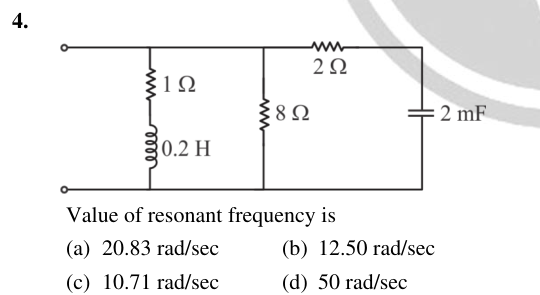 4.
2 Ω
1 Ω
8 Ω
2 mF
0.2 H
Value of resonant frequency is
(a) 20.83 rad/sec (b) 12.50 rad/sec
(c) 10.71 rad/sec (d) 50 rad/sec